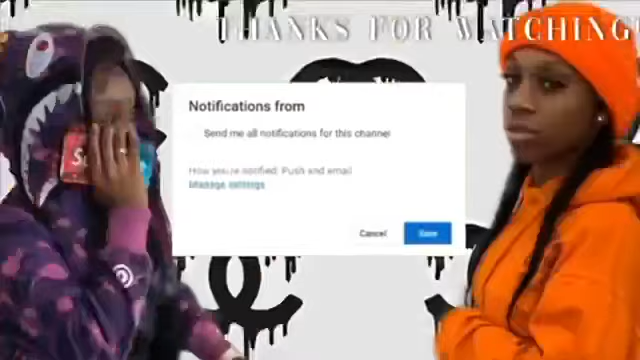 THANKS FOR WATCHING
Notifications from
Send me all notifications for this channel
How you're notified: Push and email
Manage settings
Cancel
Save